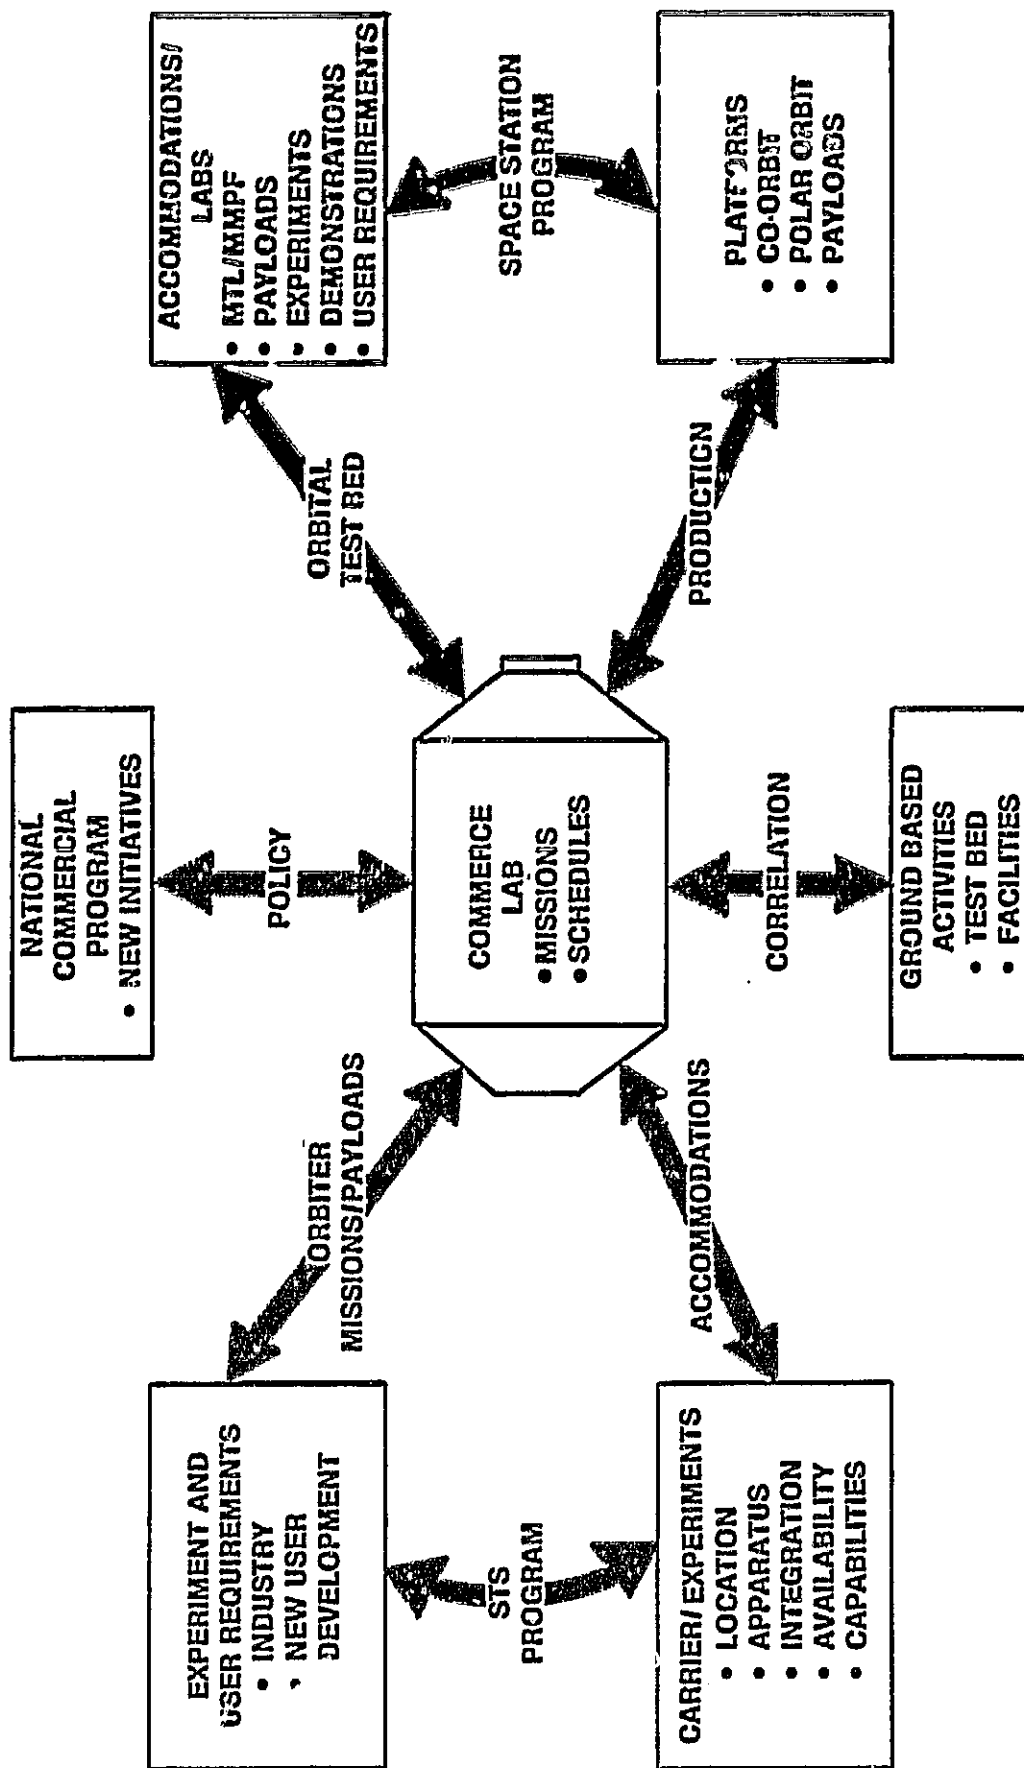 NATIONAL
COMMERCIAL
PROGRAM
• NEW INITIATIVES
EXPERIMENT AND
USER REQUIREMENTS
• INDUSTRY
• NEW USER
DEVELOPMENT
ORBITER
MISSIONS/PAYLOADS
POLICY
ORBITAL
TEST BED
ACCOMMODATIONS/
LABS
• MTL/MMPF
• PAYLOADS
• EXPERIMENTS
• DEMONSTRATIONS
• USER REQUIREMENTS
STS
PROGRAM
COMMERCE
LAB
• MISSIONS
• SCHEDULES
SPACE STATION
PROGRAM
CARRIER/EXPERIMENTS
• LOCATION
• APPARATUS
• INTEGRATION
• AVAILABILITY
• CAPABILITIES
ACCOMMODATIONS
CORRELATION
PRODUCTION
PLATFORMS
• CO-ORBIT
• POLAR ORBIT
• PAYLOADS
GROUND BASED
ACTIVITIES
• TEST BED
• FACILITIES